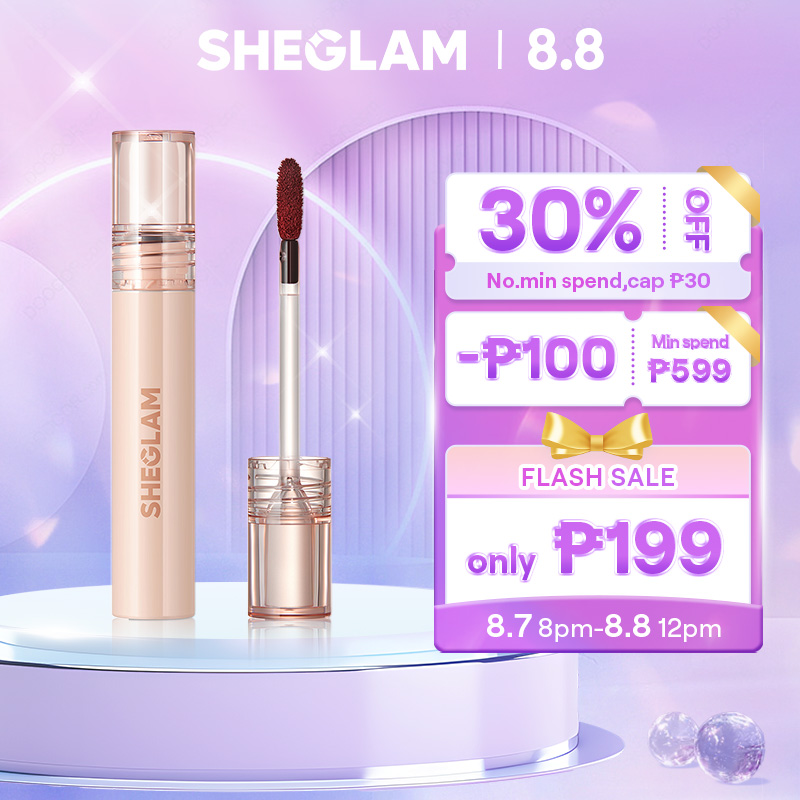 SHEGLAM | 8.8
SHEGLAM
30% OFF
No.min spend,cap ₱30
-₱100
Min spend
₱599
FLASH SALE
only ₱199
8.7 8pm-8.8 12pm